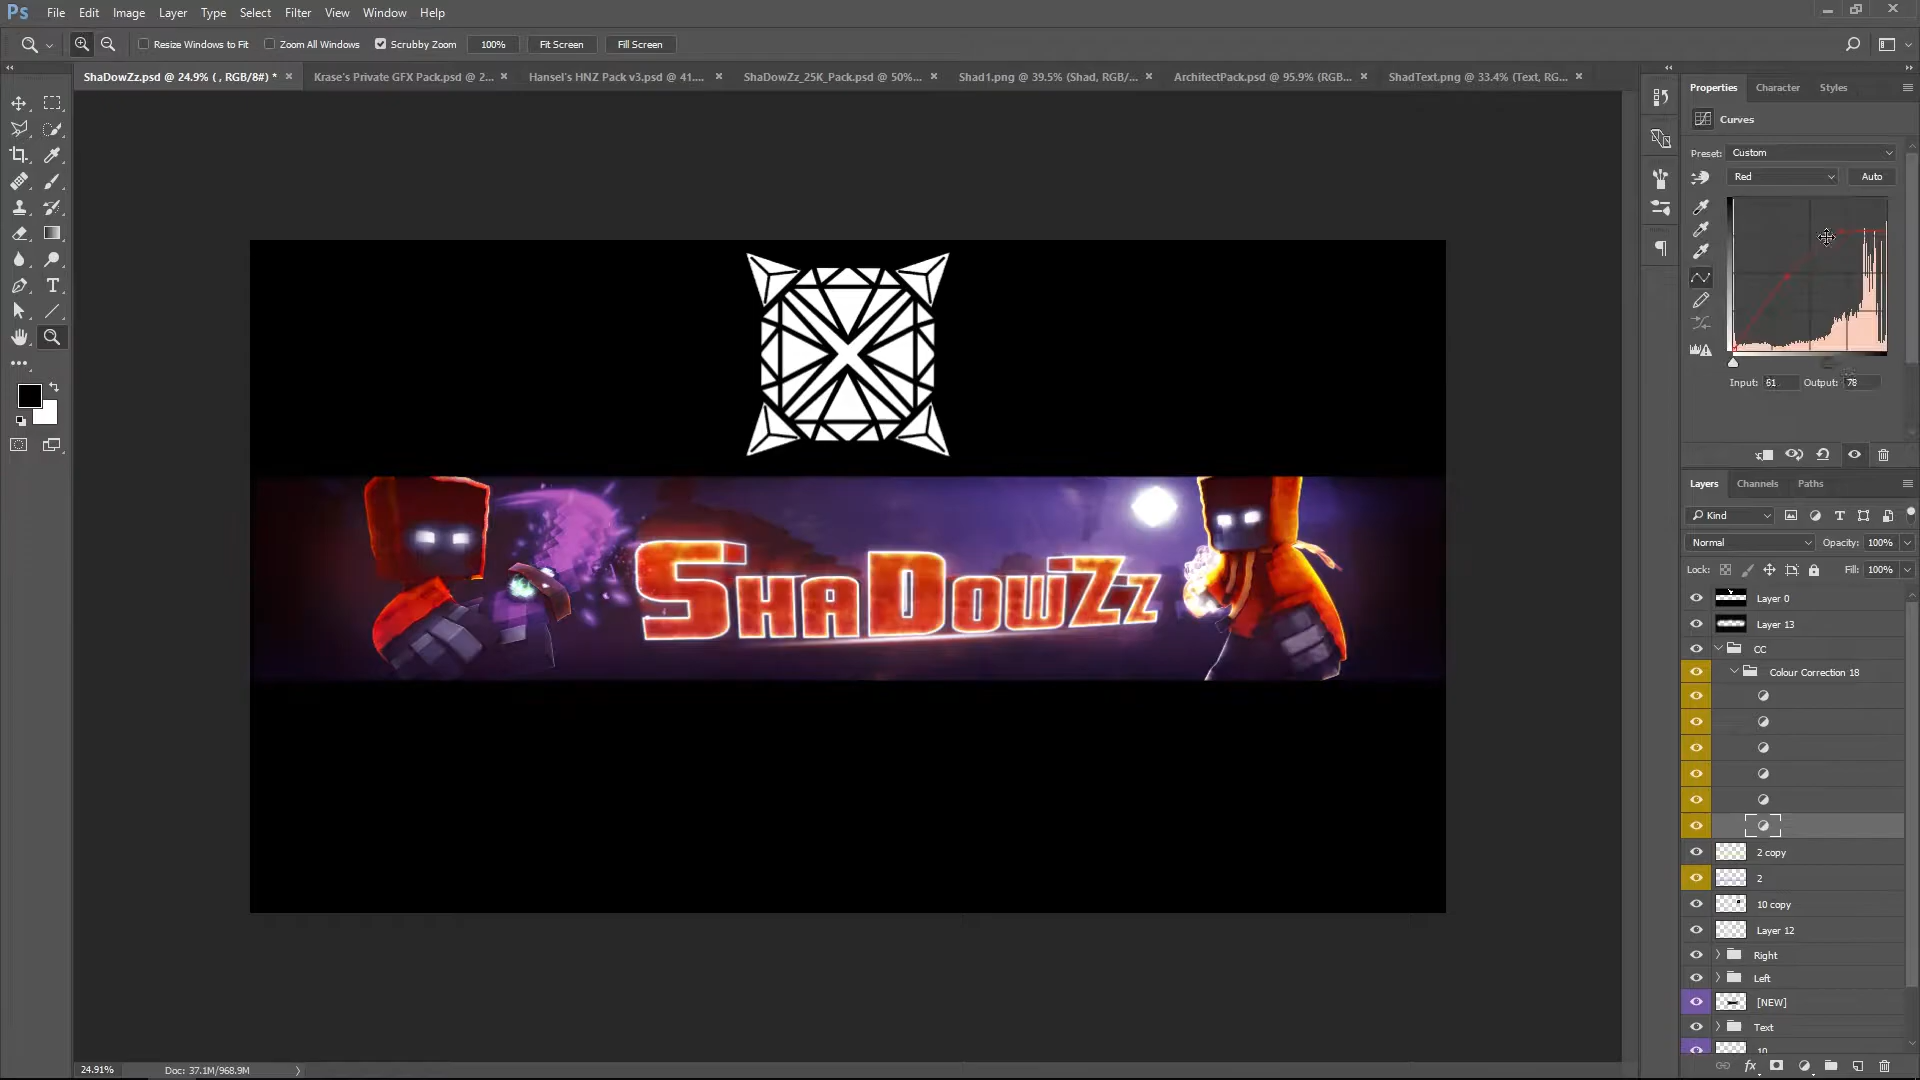 Ps File Edit Image Layer Type Select Filter View Window Help
Resize Windows to Fit Zoom All Windows Scrubby Zoom 100% Fit Screen Fill Screen
ShaDowZz.psd @ 24.9% ( , RGB/8#) * Krase's Private GFX Pack.psd @ 2... Hansel's HNZ Pack v3.psd @ 41.... ShaDowZz_25K_Pack.psd @ 50%... Shad1.png @ 39.5% (Shad, RGB/... ArchitectPack.psd @ 95.9% (RGB... ShadText.png @ 33.4% (Text, RG...
Properties Character Styles
Curves
Preset: Custom
Red Auto
Input: 61 Output: 78
ShaDowZz
Layers Channels Paths
Kind
Normal Opacity: 100%
Lock: Fill: 100%
Layer 0
Layer 13
CC
Colour Correction 18
2 copy
2
10 copy
Layer 12
Right
Left
[NEW]
Text
10
24.91% Doc: 37.1M/968.9M